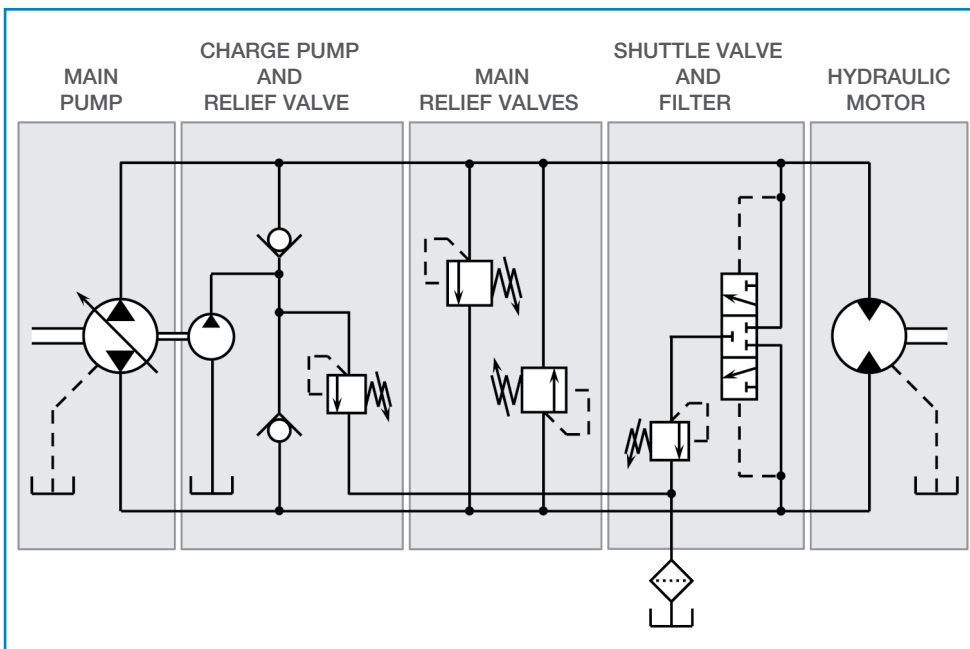 MAIN
PUMP
CHARGE PUMP
AND
RELIEF VALVE
MAIN
RELIEF VALVES
SHUTTLE VALVE
AND
FILTER
HYDRAULIC
MOTOR